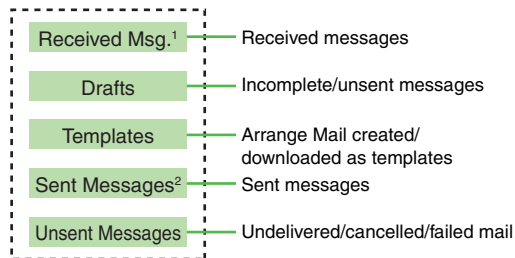 Received Msg.¹ Received messages
Drafts Incomplete/unsent messages
Templates Arrange Mail created/
downloaded as templates
Sent Messages² Sent messages
Unsent Messages Undelivered/cancelled/failed mail